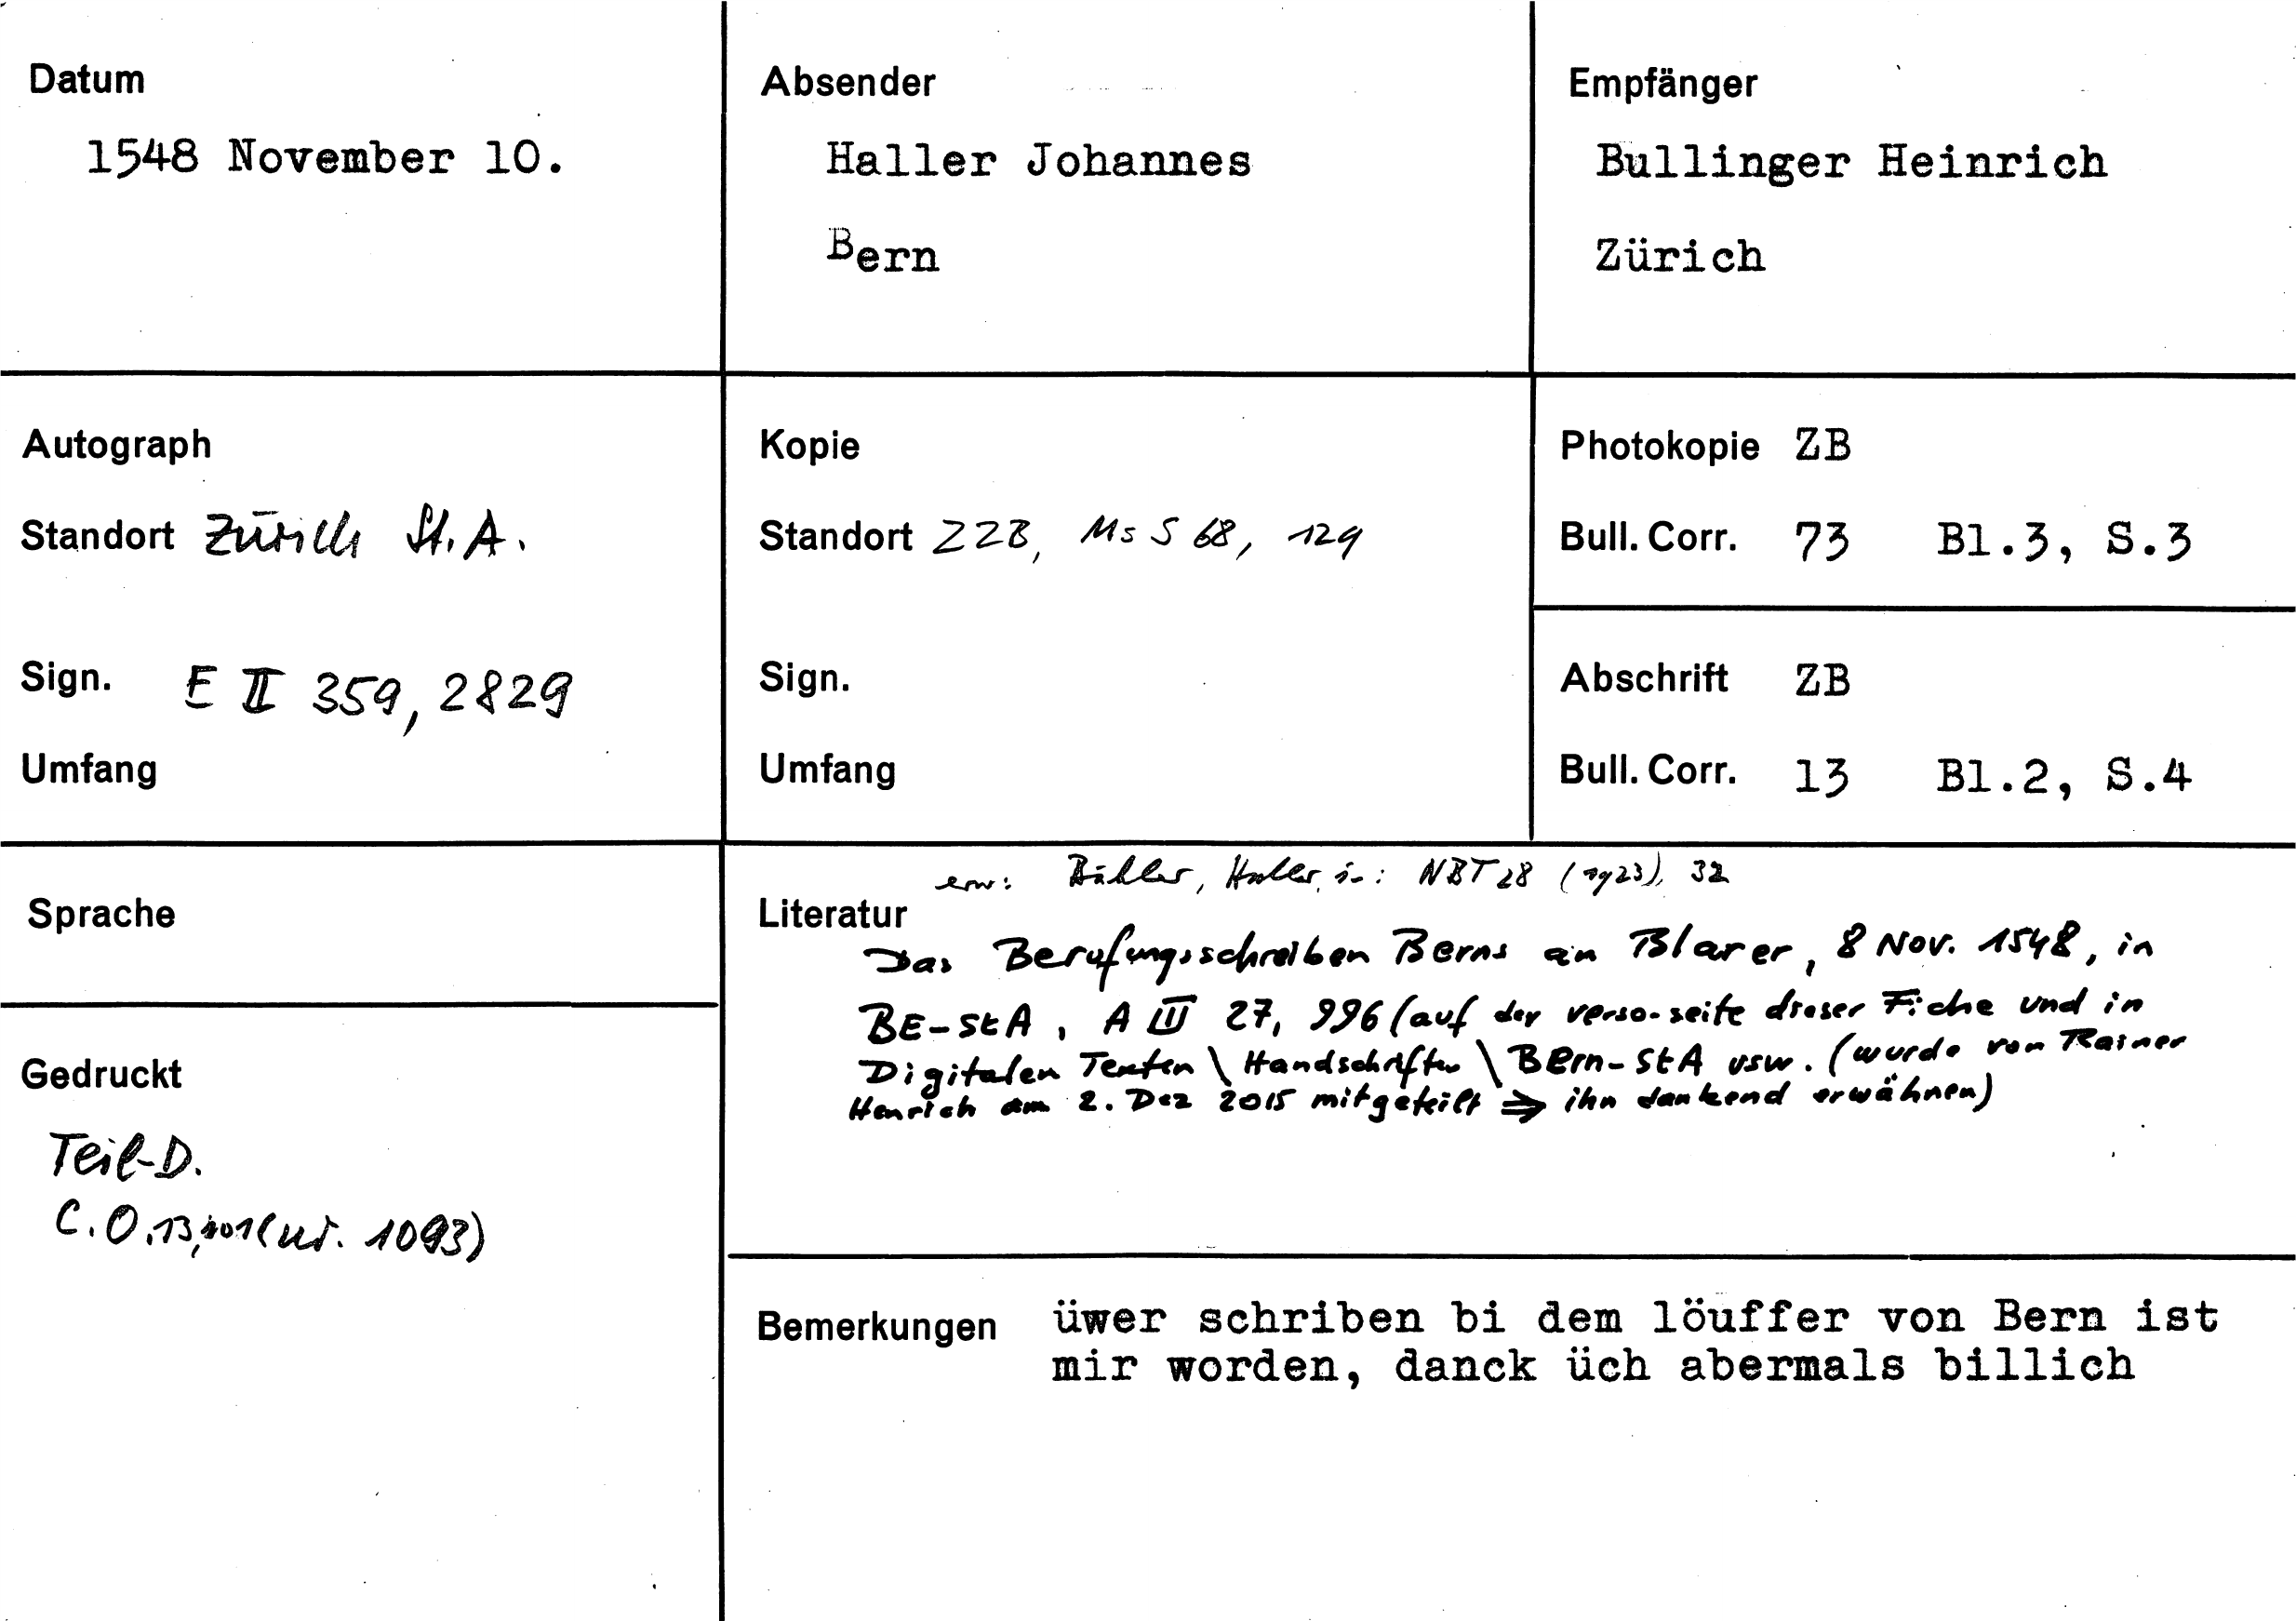 Datum
1548 November 10.
Absender
Haller Johannes
Bern
Empfänger
Bullinger Heinrich
Zürich
Autograph
Standort Zürich St. A.
Sign. E II 359, 2829
Umfang
Kopie
Standort ZZB, Ms S 68, 129
Sign.
Umfang
Photokopie ZB
Bull. Corr. 73 Bl.3, S.3
Abschrift ZB
Bull. Corr. 13 Bl.2, S.4
Sprache
Gedruckt
Teil-D.
C. O. 13, 101 (nr. 1093)
erw: Bähler, Haller, in: NBT 28 (1923), 32
Literatur
Das Berufungsschreiben Berns an Blarer, 8 Nov. 1548, in
BE-StA, A III 27, 996 (auf der verso-seite dieser Fiche und in
Digitalen Texten \ Handschriften \ Bern-StA usw. (wurde von Rainer
Henrich am 2. Dez 2015 mitgeteilt ⇒ ihn dankend erwähnen)
Bemerkungen üwer schriben bi dem löuffer von Bern ist
mir worden, danck üch abermals billich